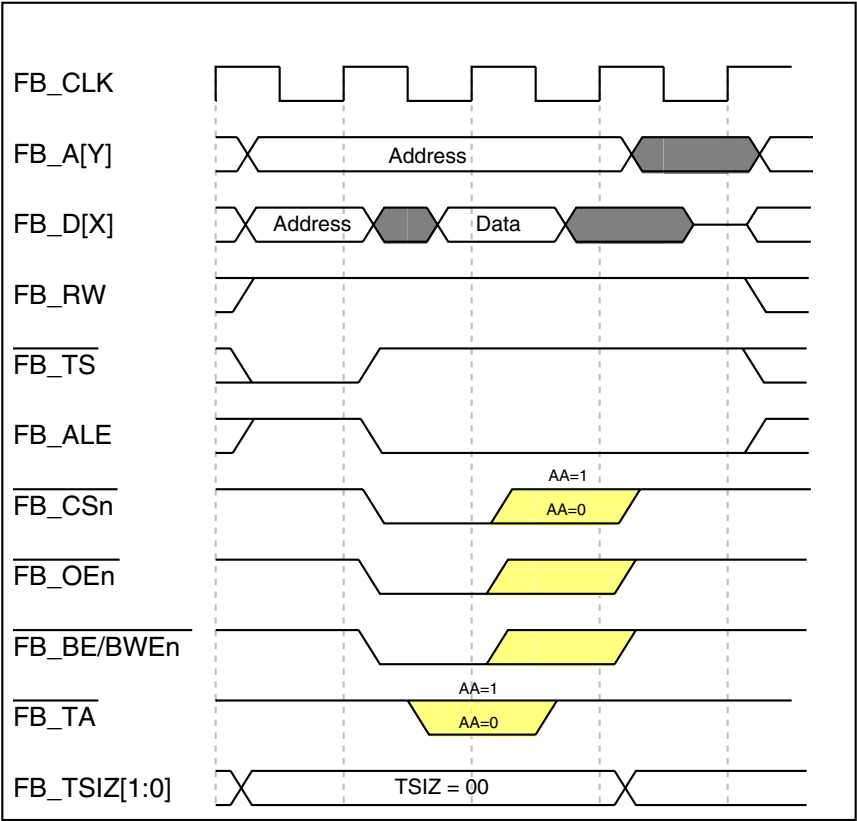 FB_CLK
FB_A[Y]
Address
FB_D[X]
Address
Data
FB_RW
FB_TS
FB_ALE
AA=1
FB_CSn
AA=0
FB_OEn
FB_BE/BWEn
AA=1
FB_TA
AA=0
FB_TSIZ[1:0]
TSIZ = 00